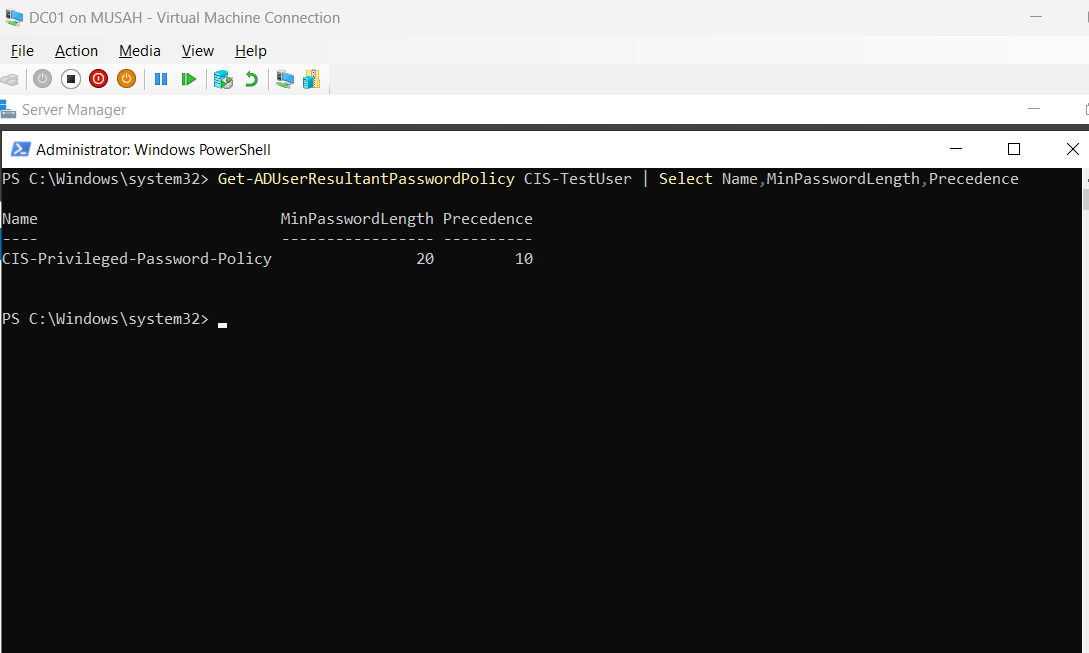 DC01 on MUSAH - Virtual Machine Connection
File Action Media View Help
Server Manager
Administrator: Windows PowerShell
PS C:\Windows\system32> Get-ADUserResultantPasswordPolicy CIS-TestUser | Select Name,MinPasswordLength,Precedence
Name MinPasswordLength Precedence
---- ----------------- ----------
CIS-Privileged-Password-Policy 20 10
PS C:\Windows\system32>